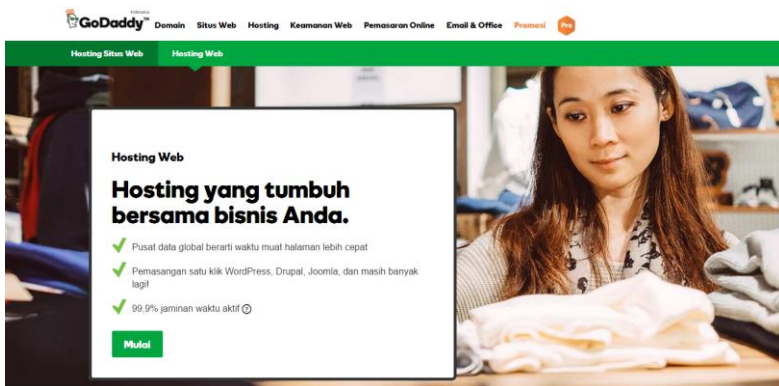 Indonesia
GoDaddy™ Domain Situs Web Hosting Keamanan Web Pemasaran Online Email & Office Promosi Pro
Hosting Situs Web Hosting Web
Hosting Web
Hosting yang tumbuh
bersama bisnis Anda.
Pusat data global berarti waktu muat halaman lebih cepat
Pemasangan satu klik WordPress, Drupal, Joomla, dan masih banyak
lagi!
99,9% jaminan waktu aktif ?
Mulai